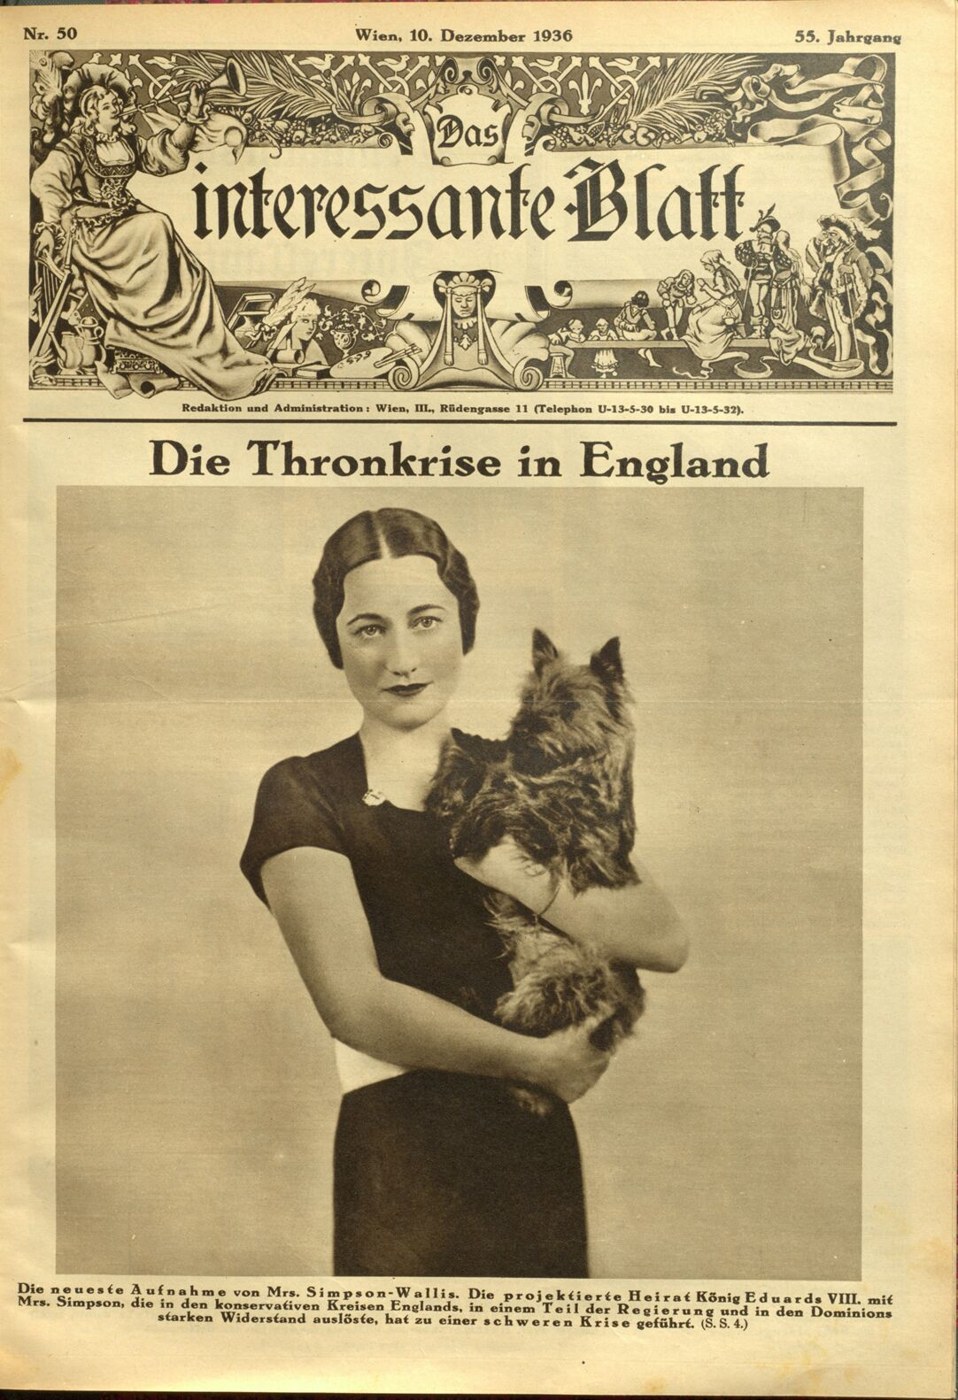 Nr. 50
Wien, 10. Dezember 1936
55. Jahrgang
Das
interessante Blatt
Redaktion und Administration: Wien, III., Rüdengasse 11 (Telephon U-13-5-30 bis U-13-5-32).
Die Thronkrise in England
Die neueste Aufnahme von Mrs. Simpson-Wallis. Die projektierte Heirat König Eduards VIII. mit
Mrs. Simpson, die in den konservativen Kreisen Englands, in einem Teil der Regierung und in den Dominions
starken Widerstand auslöste, hat zu einer schweren Krise geführt. (S. S. 4.)